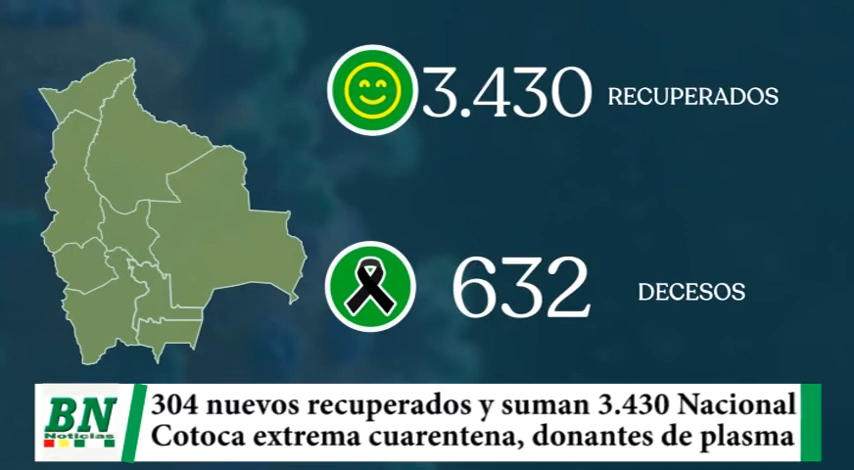 3.430 RECUPERADOS
632 DECESOS
BN
Noticias
304 nuevos recuperados y suman 3.430 Nacional
Cotoca extrema cuarentena, donantes de plasma